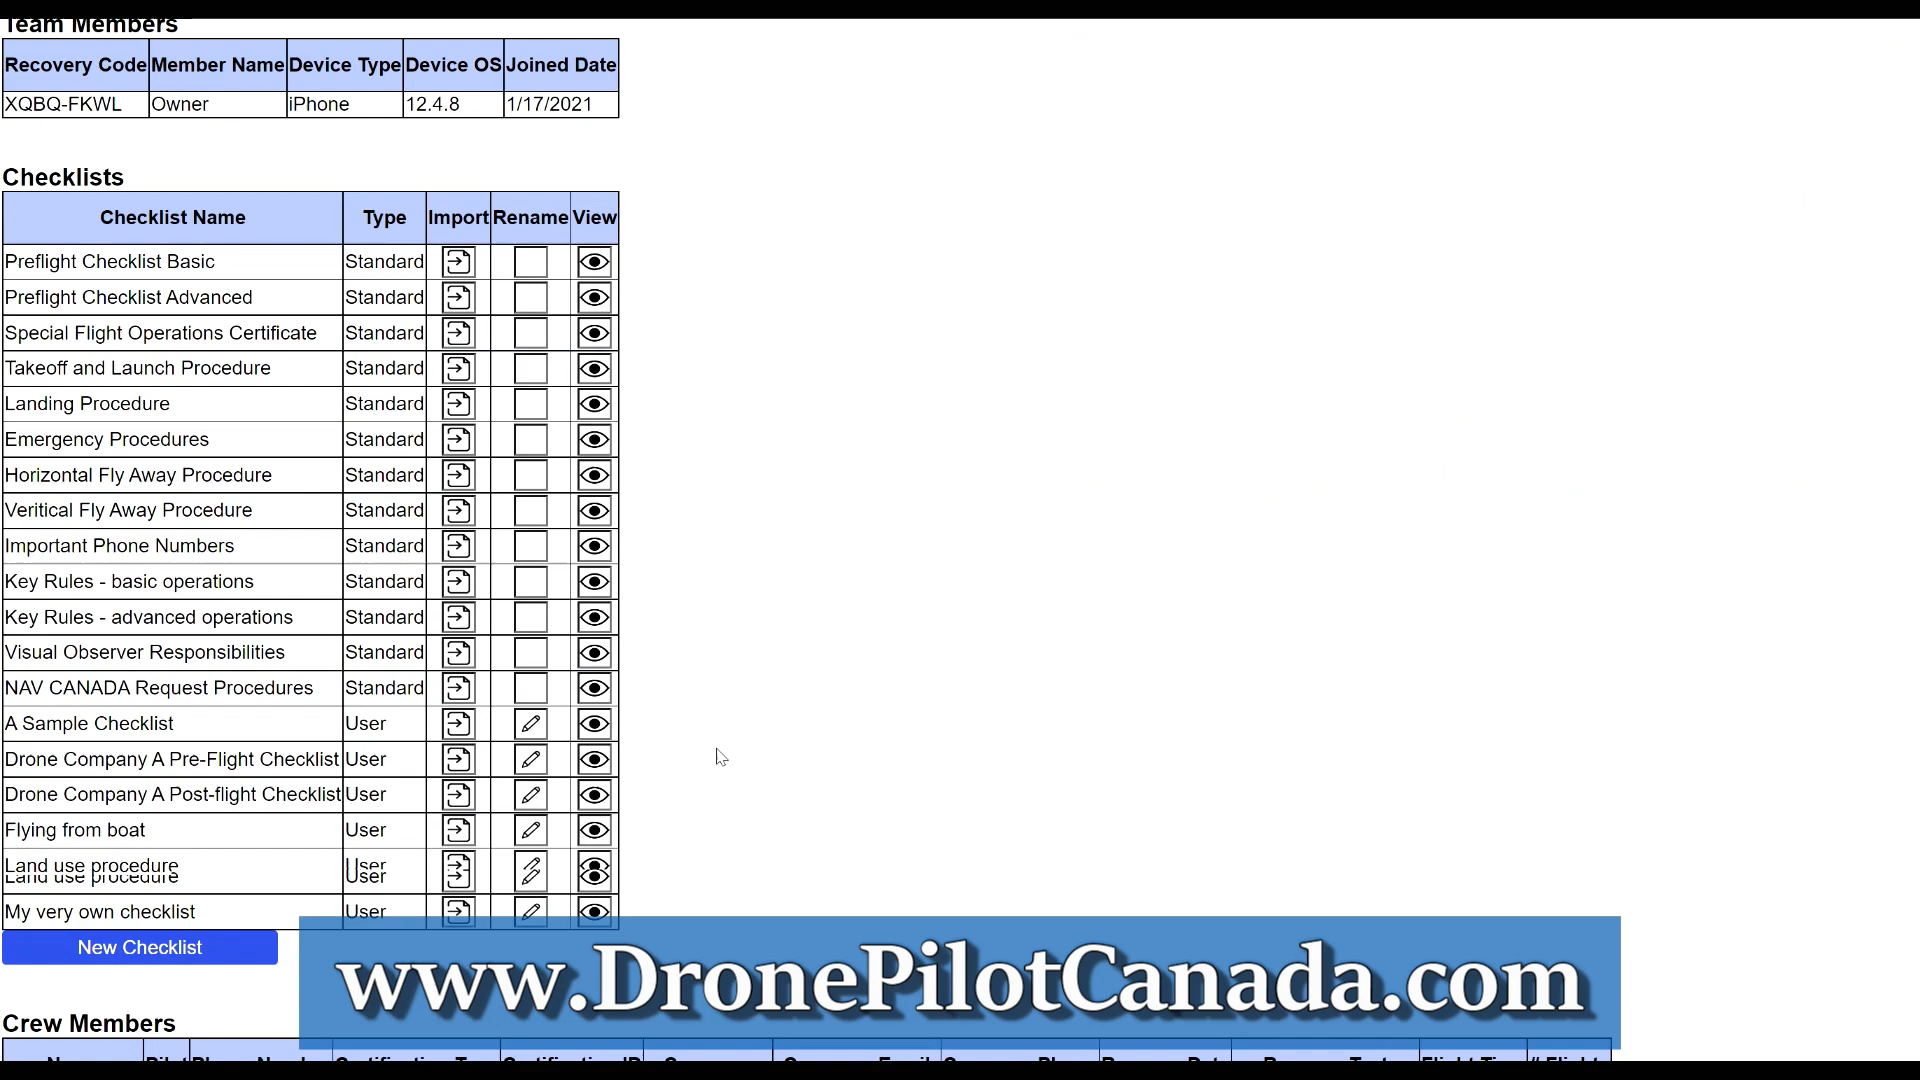 Team Members
Recovery Code Member Name Device Type Device OS Joined Date
XQBQ-FKWL Owner iPhone 12.4.8 1/17/2021
Checklists
Checklist Name Type Import Rename View
Preflight Checklist Basic Standard
Preflight Checklist Advanced Standard
Special Flight Operations Certificate Standard
Takeoff and Launch Procedure Standard
Landing Procedure Standard
Emergency Procedures Standard
Horizontal Fly Away Procedure Standard
Veritical Fly Away Procedure Standard
Important Phone Numbers Standard
Key Rules - basic operations Standard
Key Rules - advanced operations Standard
Visual Observer Responsibilities Standard
NAV CANADA Request Procedures Standard
A Sample Checklist User
Drone Company A Pre-Flight Checklist User
Drone Company A Post-flight Checklist User
Flying from boat User
Land use procedure User
Land use procedure User
My very own checklist User
New Checklist
www.DronePilotCanada.com
Crew Members